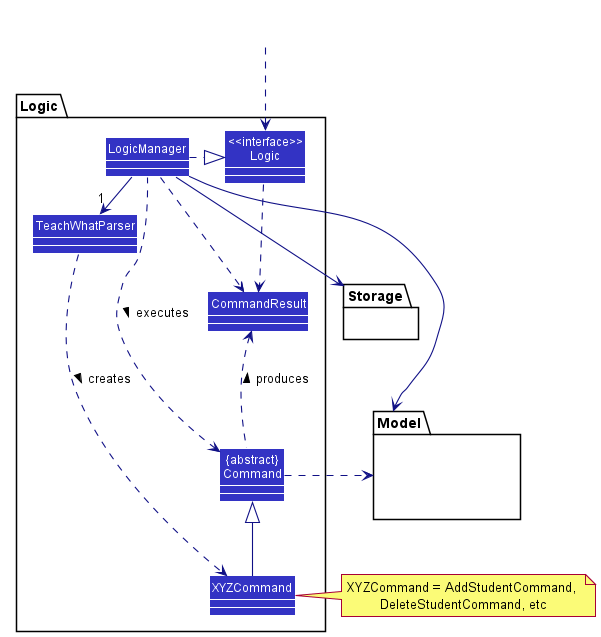 Logic
<<interface>>
Logic
LogicManager
1
TeachWhatParser
CommandResult
Storage
executes
creates
produces
Model
{abstract}
Command
XYZCommand
XYZCommand = AddStudentCommand,
DeleteStudentCommand, etc